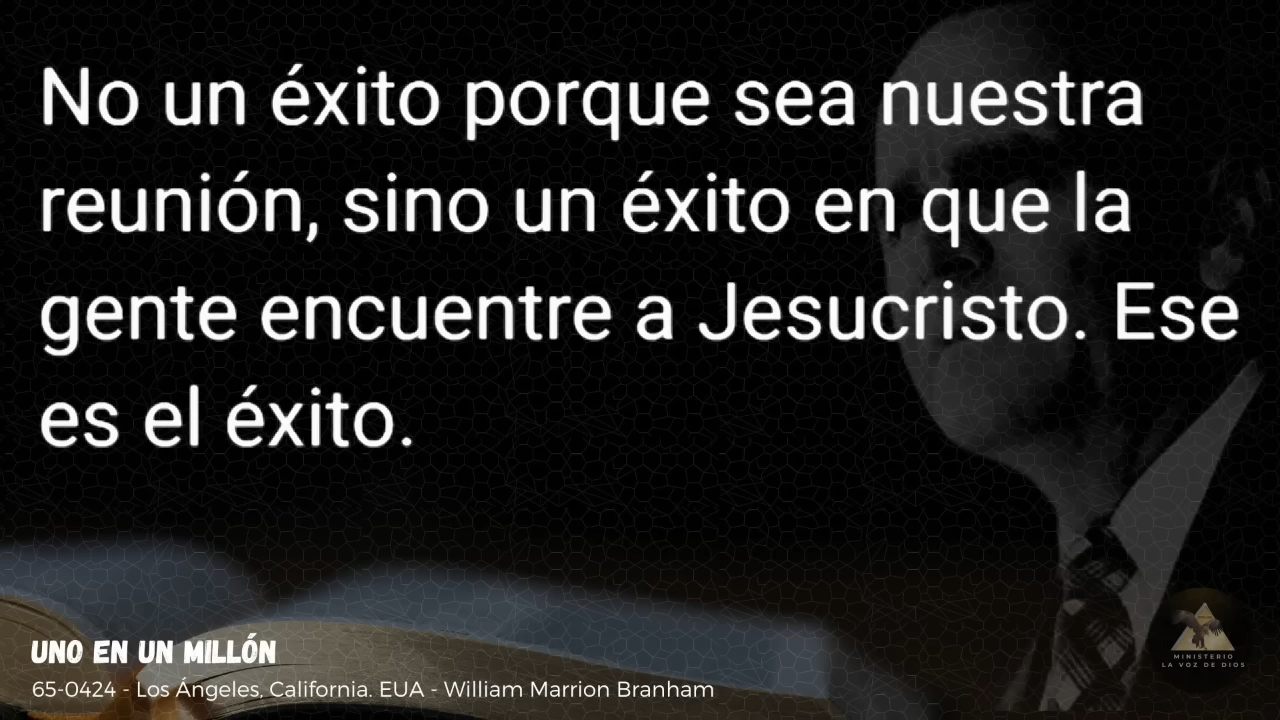 No un éxito porque sea nuestra
reunión, sino un éxito en que la
gente encuentre a Jesucristo. Ese
es el éxito.
UNO EN UN MILLÓN
65-0424 - Los Ángeles, California. EUA - William Marrion Branham
MINISTERIO
LA VOZ DE DIOS